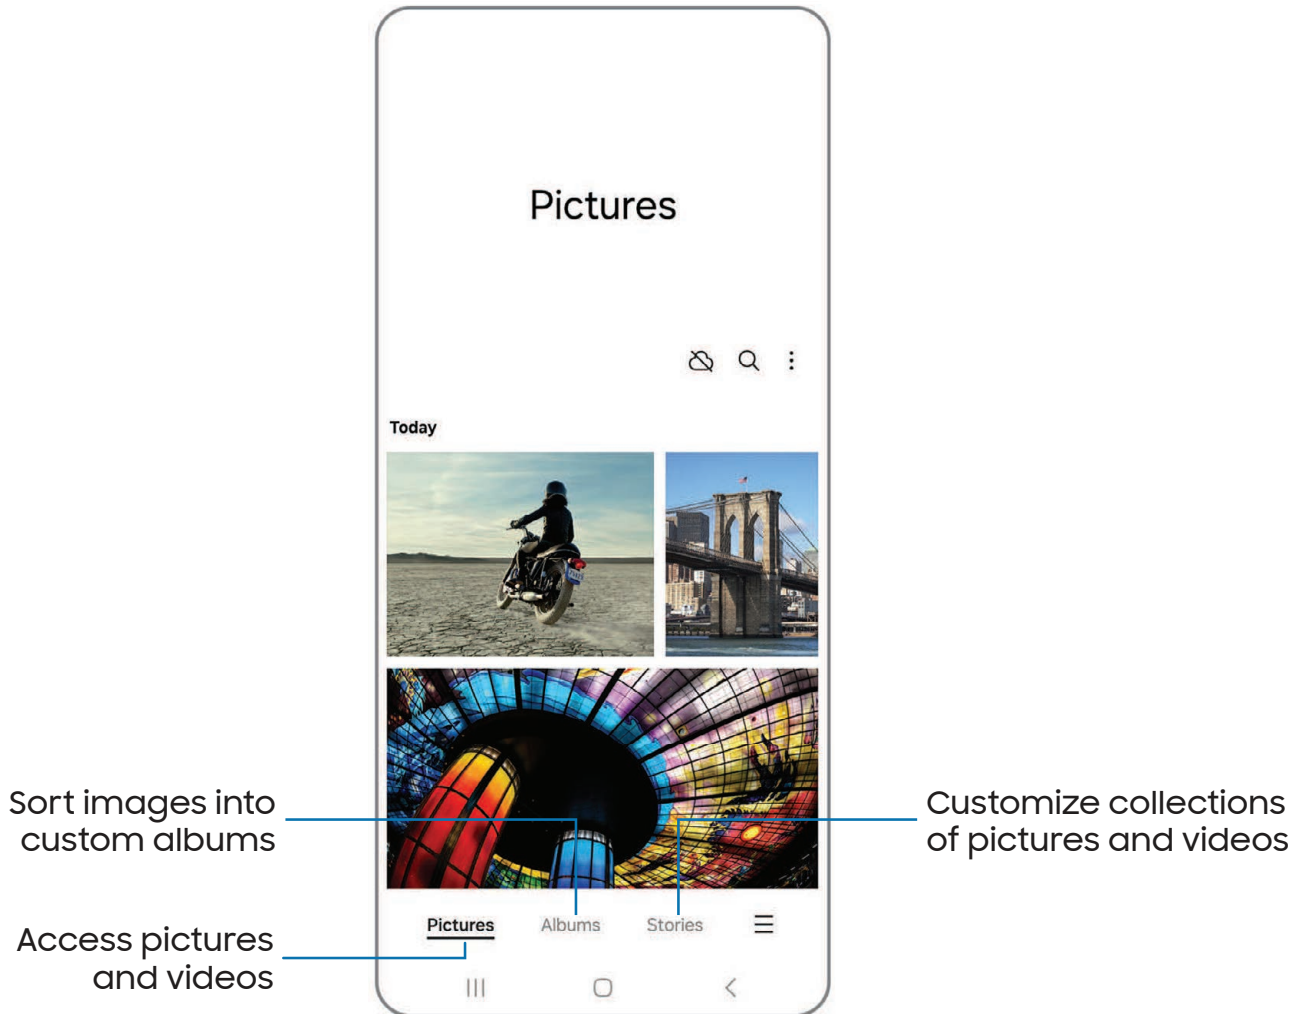 Pictures
Today
Sort images into
custom albums
Customize collections
of pictures and videos
Pictures
Albums
Stories
Access pictures
and videos